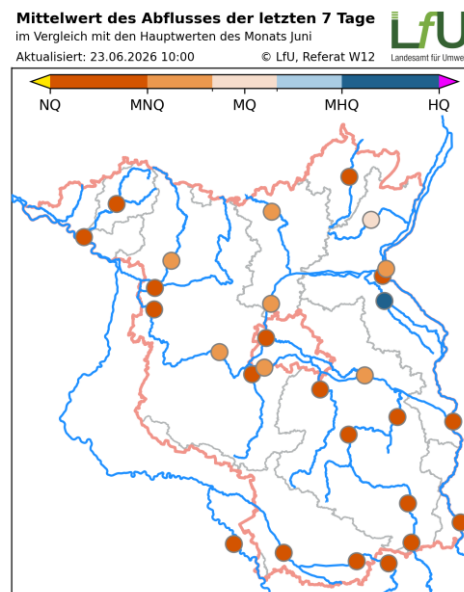 Mittelwert des Abflusses der letzten 7 Tage
im Vergleich mit den Hauptwerten des Monats Juni
Aktualisiert: 23.06.2026 10:00 © LfU, Referat W12
LfU
Landesamt für Umwe
NQ MNQ MQ MHQ HQ